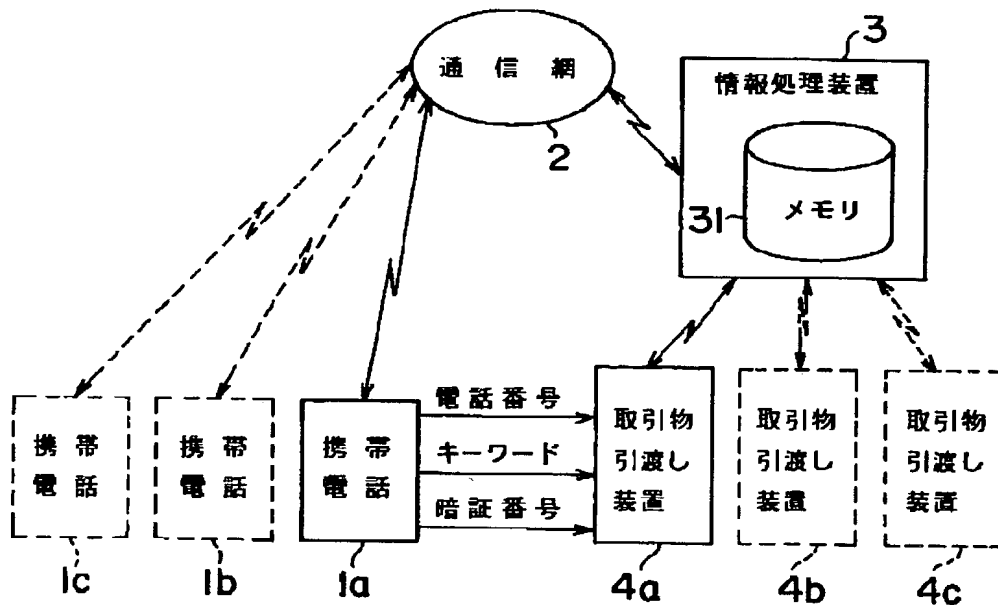 通信網
2
3
情報処理装置
メモリ
31
携帯
電話
1c
携帯
電話
1b
携帯
電話
1a
電話番号
キーワード
暗証番号
取引物
引渡し
装置
4a
取引物
引渡し
装置
4b
取引物
引渡し
装置
4c